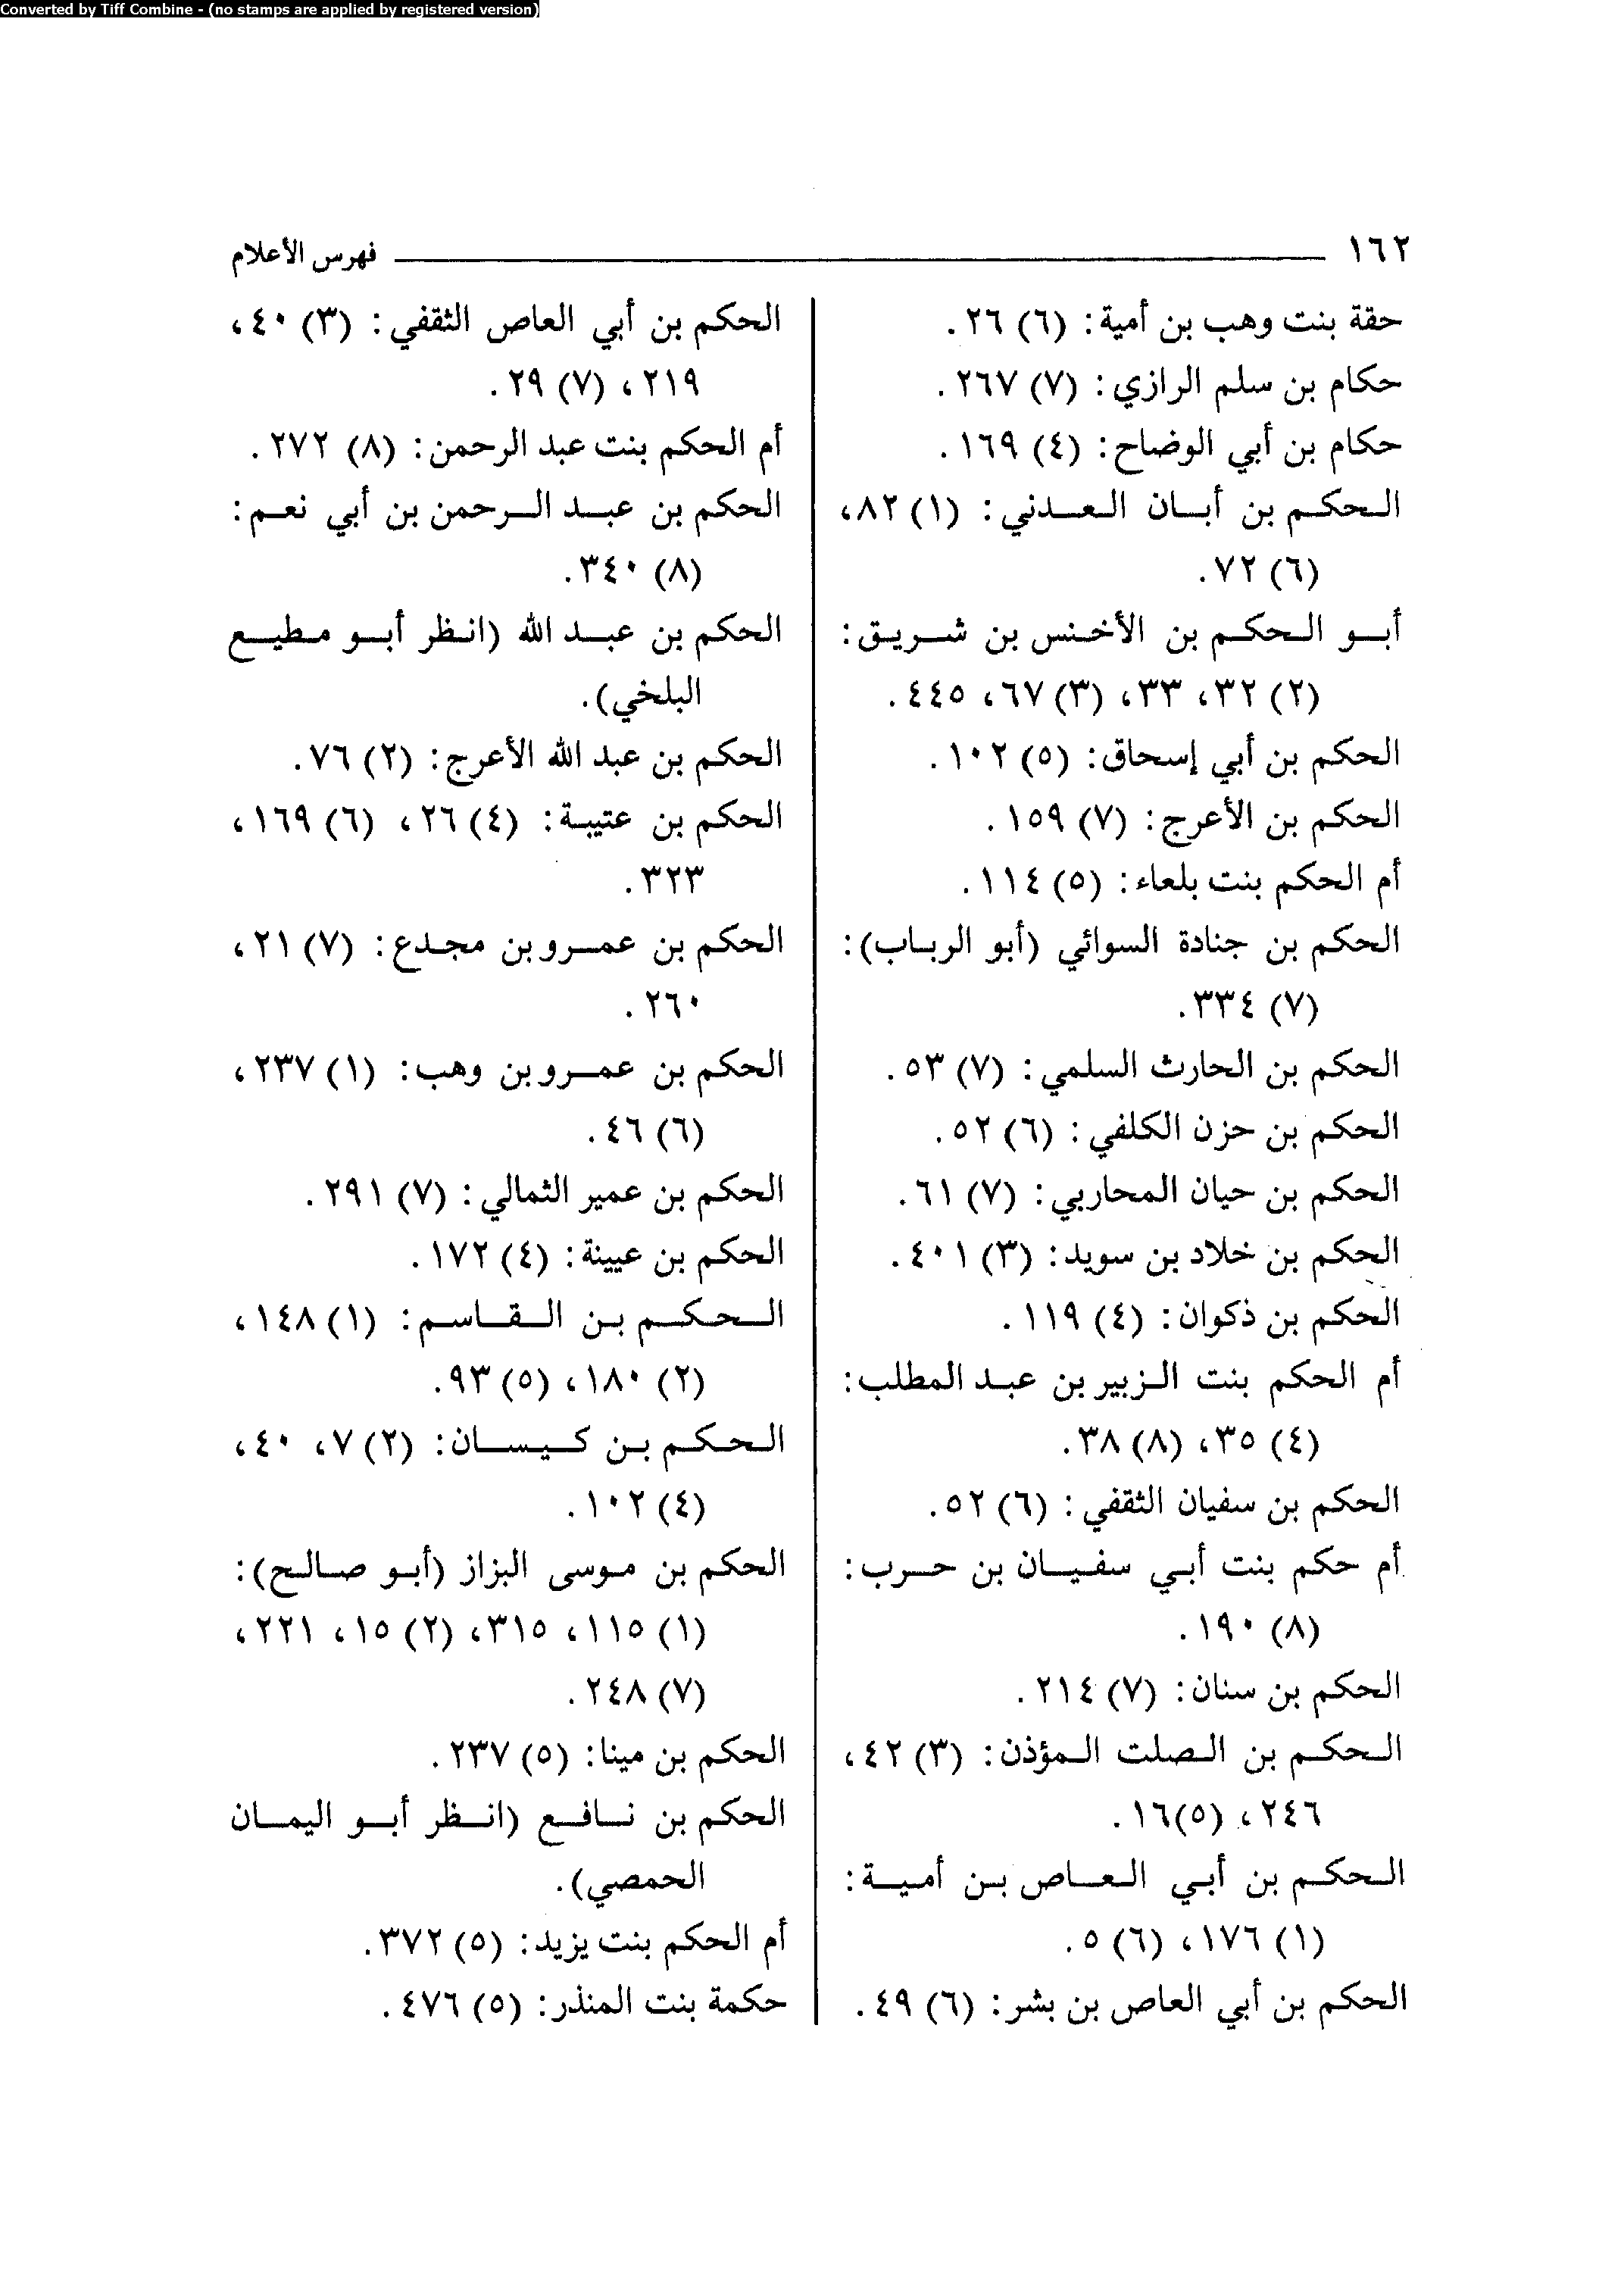 Converted by Tiff Combine - (no stamps are applied by registered version)
١٦٢ فهرس الأعلام
حقة بنت وهب بن أمية: (٦) ٢٦.
حكام بن سلم الرازي: (٧) ٢٦٧.
حكام بن أبي الوضاح: (٤) ١٦٩.
الحكم بن أبان العدني: (١) ٨٢،
(٦) ٧٢.
أبو الحكم بن الأخنس بن شريق:
(٢) ٣٢، ٣٣، (٣) ٦٧، ٤٤٥.
الحكم بن أبي إسحاق: (٥) ١٠٢.
الحكم بن الأعرج: (٧) ١٥٩.
أم الحكم بنت بلعاء: (٥) ١١٤.
الحكم بن جنادة السوائي (أبو الرباب):
(٧) ٣٣٤.
الحكم بن الحارث السلمي: (٧) ٥٣.
الحكم بن حزن الكلفي: (٦) ٥٢.
الحكم بن حيان المحاربي: (٧) ٦١.
الحكم بن خلاد بن سويد: (٣) ٤٠١.
الحكم بن ذكوان: (٤) ١١٩.
أم الحكم بنت الزبير بن عبد المطلب:
(٤) ٣٥، (٨) ٣٨.
الحكم بن سفيان الثقفي: (٦) ٥٢.
أم حكم بنت أبي سفيان بن حرب:
(٨) ١٩٠.
الحكم بن سنان: (٧) ٢١٤.
الحكم بن الصلت المؤذن: (٣) ٤٢،
٢٤٦، (٥) ١٦.
الحكم بن أبي العاص بن أمية:
(١) ١٧٦، (٦) ٥.
الحكم بن أبي العاص بن بشر: (٦) ٤٩.
الحكم بن أبي العاص الثقفي: (٣) ٤٠،
٢١٩، (٧) ٢٩.
أم الحكم بنت عبد الرحمن: (٨) ٢٧٢.
الحكم بن عبد الرحمن بن أبي نعم:
(٨) ٣٤٠.
الحكم بن عبد الله (انظر أبو مطيع
البلخي).
الحكم بن عبد الله الأعرج: (٢) ٧٦.
الحكم بن عتيبة: (٤) ٢٦، (٦) ١٦٩،
٣٢٣.
الحكم بن عمرو بن مجدع: (٧) ٢١،
٢٦٠.
الحكم بن عمرو بن وهب: (١) ٢٣٧،
(٦) ٤٦.
الحكم بن عمير الثمالي: (٧) ٢٩١.
الحكم بن عيينة: (٤) ١٧٢.
الحكم بن القاسم: (١) ١٤٨،
(٢) ١٨٠، (٥) ٩٣.
الحكم بن كيسان: (٢) ٧، ٤٠،
(٤) ١٠٢.
الحكم بن موسى البزاز (أبو صالح):
(١) ١١٥، ٣١٥، (٢) ١٥، ٢٢١،
(٧) ٢٤٨.
الحكم بن مينا: (٥) ٢٣٧.
الحكم بن نافع (انظر أبو اليمان
الحمصي).
أم الحكم بنت يزيد: (٥) ٣٧٢.
حكمة بنت المنذر: (٥) ٤٧٦.